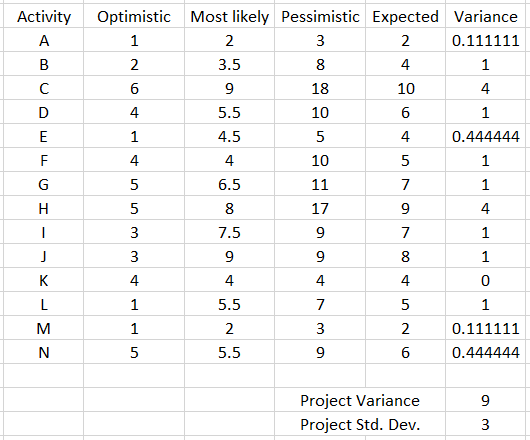 Activity Optimistic Most likely Pessimistic Expected Variance
A 1 2 3 2 0.111111
B 2 3.5 8 4 1
C 6 9 18 10 4
D 4 5.5 10 6 1
E 1 4.5 5 4 0.444444
F 4 4 10 5 1
G 5 6.5 11 7 1
H 5 8 17 9 4
I 3 7.5 9 7 1
J 3 9 9 8 1
K 4 4 4 4 0
L 1 5.5 7 5 1
M 1 2 3 2 0.111111
N 5 5.5 9 6 0.444444
Project Variance 9
Project Std. Dev. 3